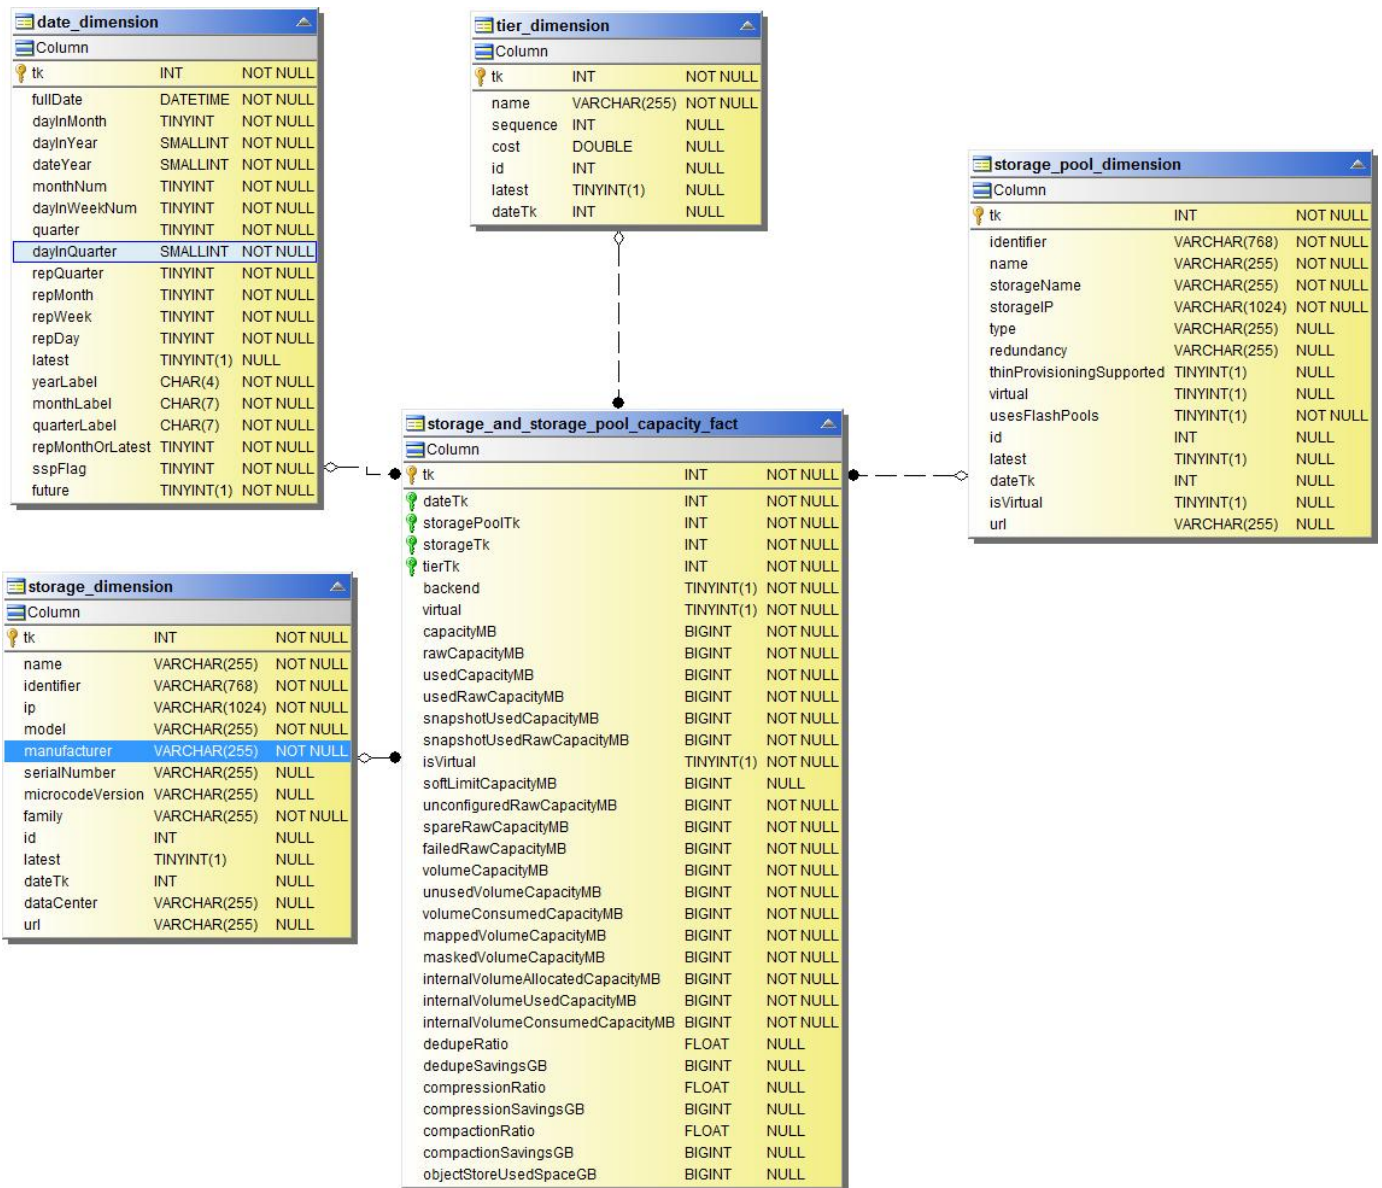 date_dimension
Column
tk INT NOT NULL
fullDate DATETIME NOT NULL
dayInMonth TINYINT NOT NULL
dayInYear SMALLINT NOT NULL
dateYear SMALLINT NOT NULL
monthNum TINYINT NOT NULL
dayInWeekNum TINYINT NOT NULL
quarter TINYINT NOT NULL
dayInQuarter SMALLINT NOT NULL
repQuarter TINYINT NOT NULL
repMonth TINYINT NOT NULL
repWeek TINYINT NOT NULL
repDay TINYINT NOT NULL
latest TINYINT(1) NULL
yearLabel CHAR(4) NOT NULL
monthLabel CHAR(7) NOT NULL
quarterLabel CHAR(7) NOT NULL
repMonthOrLatest TINYINT NOT NULL
sspFlag TINYINT NOT NULL
future TINYINT(1) NOT NULL
tier_dimension
Column
tk INT NOT NULL
name VARCHAR(255) NOT NULL
sequence INT NULL
cost DOUBLE NULL
id INT NULL
latest TINYINT(1) NULL
dateTk INT NULL
storage_pool_dimension
Column
tk INT NOT NULL
identifier VARCHAR(768) NOT NULL
name VARCHAR(255) NOT NULL
storageName VARCHAR(255) NOT NULL
storageIP VARCHAR(1024) NOT NULL
type VARCHAR(255) NULL
redundancy VARCHAR(255) NULL
thinProvisioningSupported TINYINT(1) NULL
virtual TINYINT(1) NULL
usesFlashPools TINYINT(1) NOT NULL
id INT NULL
latest TINYINT(1) NULL
dateTk INT NULL
isVirtual TINYINT(1) NULL
url VARCHAR(255) NULL
storage_dimension
Column
tk INT NOT NULL
name VARCHAR(255) NOT NULL
identifier VARCHAR(768) NOT NULL
ip VARCHAR(1024) NOT NULL
model VARCHAR(255) NOT NULL
manufacturer VARCHAR(255) NOT NULL
serialNumber VARCHAR(255) NULL
microcodeVersion VARCHAR(255) NULL
family VARCHAR(255) NOT NULL
id INT NULL
latest TINYINT(1) NULL
dateTk INT NULL
dataCenter VARCHAR(255) NULL
url VARCHAR(255) NULL
storage_and_storage_pool_capacity_fact
Column
tk INT NOT NULL
dateTk INT NOT NULL
storagePoolTk INT NOT NULL
storageTk INT NOT NULL
tierTk INT NOT NULL
backend TINYINT(1) NOT NULL
virtual TINYINT(1) NOT NULL
capacityMB BIGINT NOT NULL
rawCapacityMB BIGINT NOT NULL
usedCapacityMB BIGINT NOT NULL
usedRawCapacityMB BIGINT NOT NULL
snapshotUsedCapacityMB BIGINT NOT NULL
snapshotUsedRawCapacityMB BIGINT NOT NULL
isVirtual TINYINT(1) NOT NULL
softLimitCapacityMB BIGINT NULL
unconfiguredRawCapacityMB BIGINT NOT NULL
spareRawCapacityMB BIGINT NOT NULL
failedRawCapacityMB BIGINT NOT NULL
volumeCapacityMB BIGINT NOT NULL
unusedVolumeCapacityMB BIGINT NOT NULL
volumeConsumedCapacityMB BIGINT NOT NULL
mappedVolumeCapacityMB BIGINT NOT NULL
maskedVolumeCapacityMB BIGINT NOT NULL
internalVolumeAllocatedCapacityMB BIGINT NOT NULL
internalVolumeUsedCapacityMB BIGINT NOT NULL
internalVolumeConsumedCapacityMB BIGINT NOT NULL
dedupeRatio FLOAT NULL
dedupeSavingsGB BIGINT NULL
compressionRatio FLOAT NULL
compressionSavingsGB BIGINT NULL
compactionRatio FLOAT NULL
compactionSavingsGB BIGINT NULL
objectStoreUsedSpaceGB BIGINT NULL